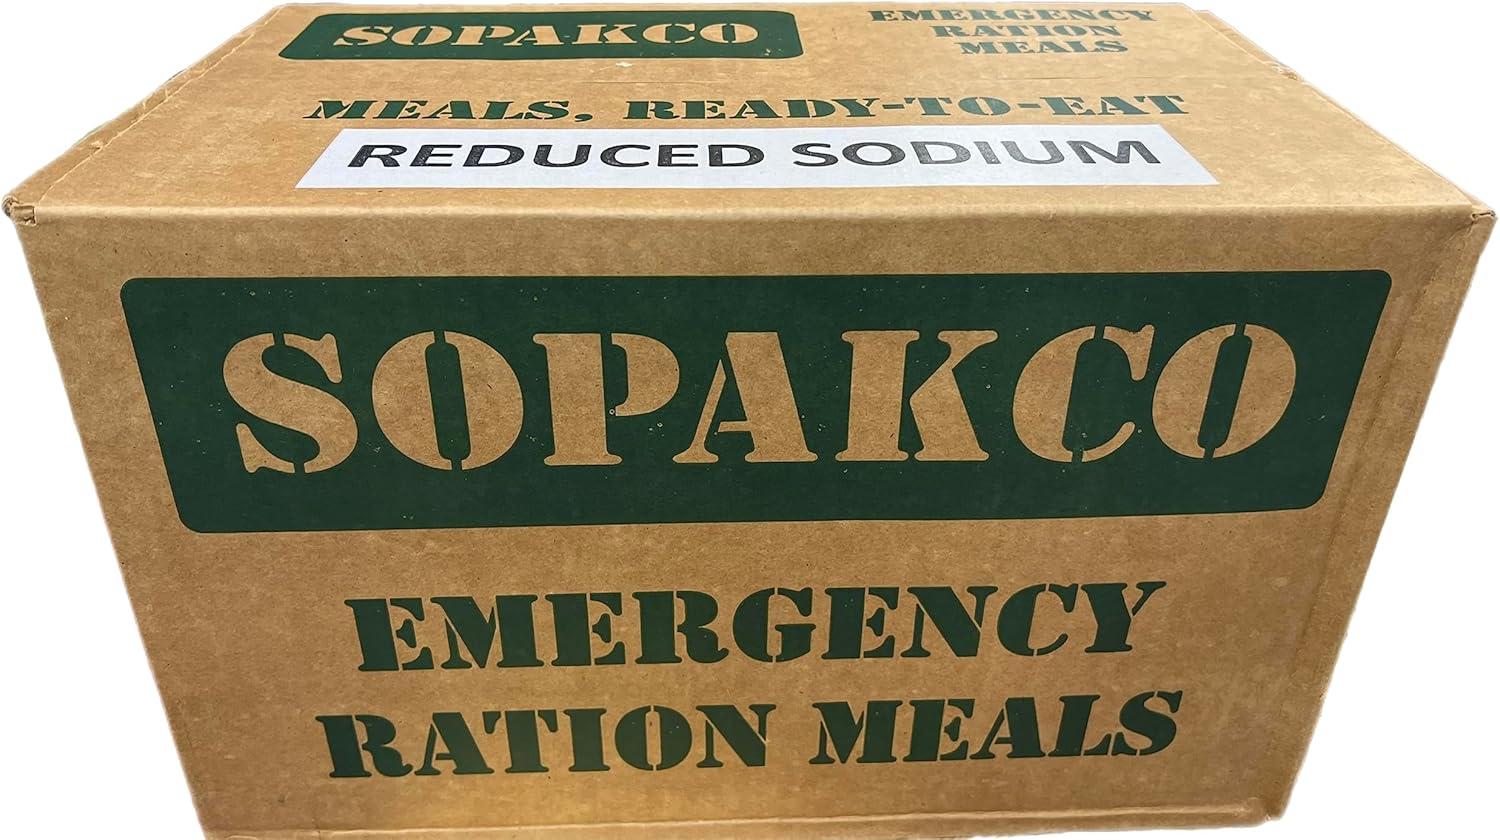 SOPAKCO
EMERGENCY
RATION
MEALS
MEALS, READY-TO-EAT
REDUCED SODIUM
SOPAKCO
EMERGENCY
RATION MEALS